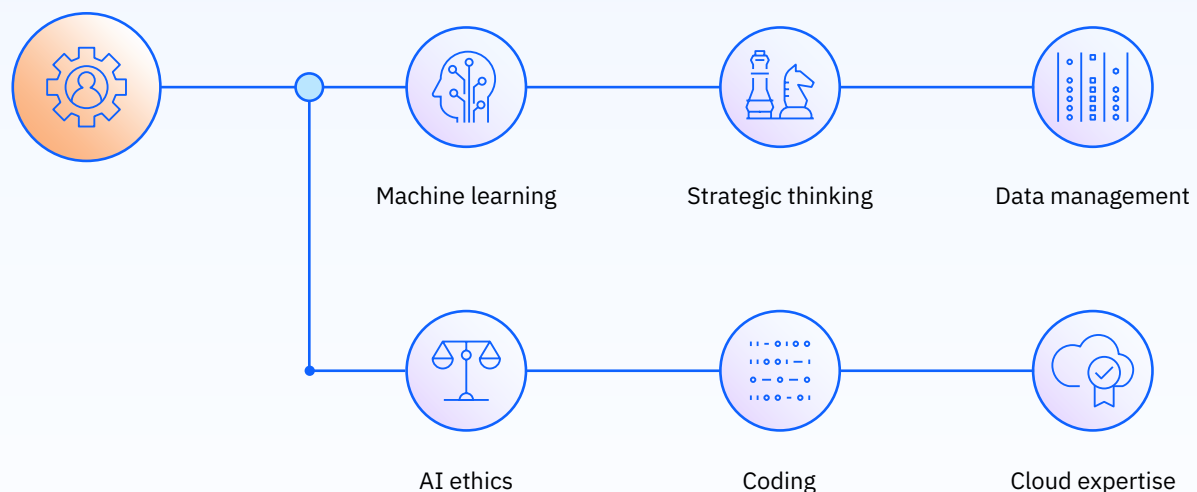 Machine learning
Strategic thinking
Data management
AI ethics
Coding
Cloud expertise